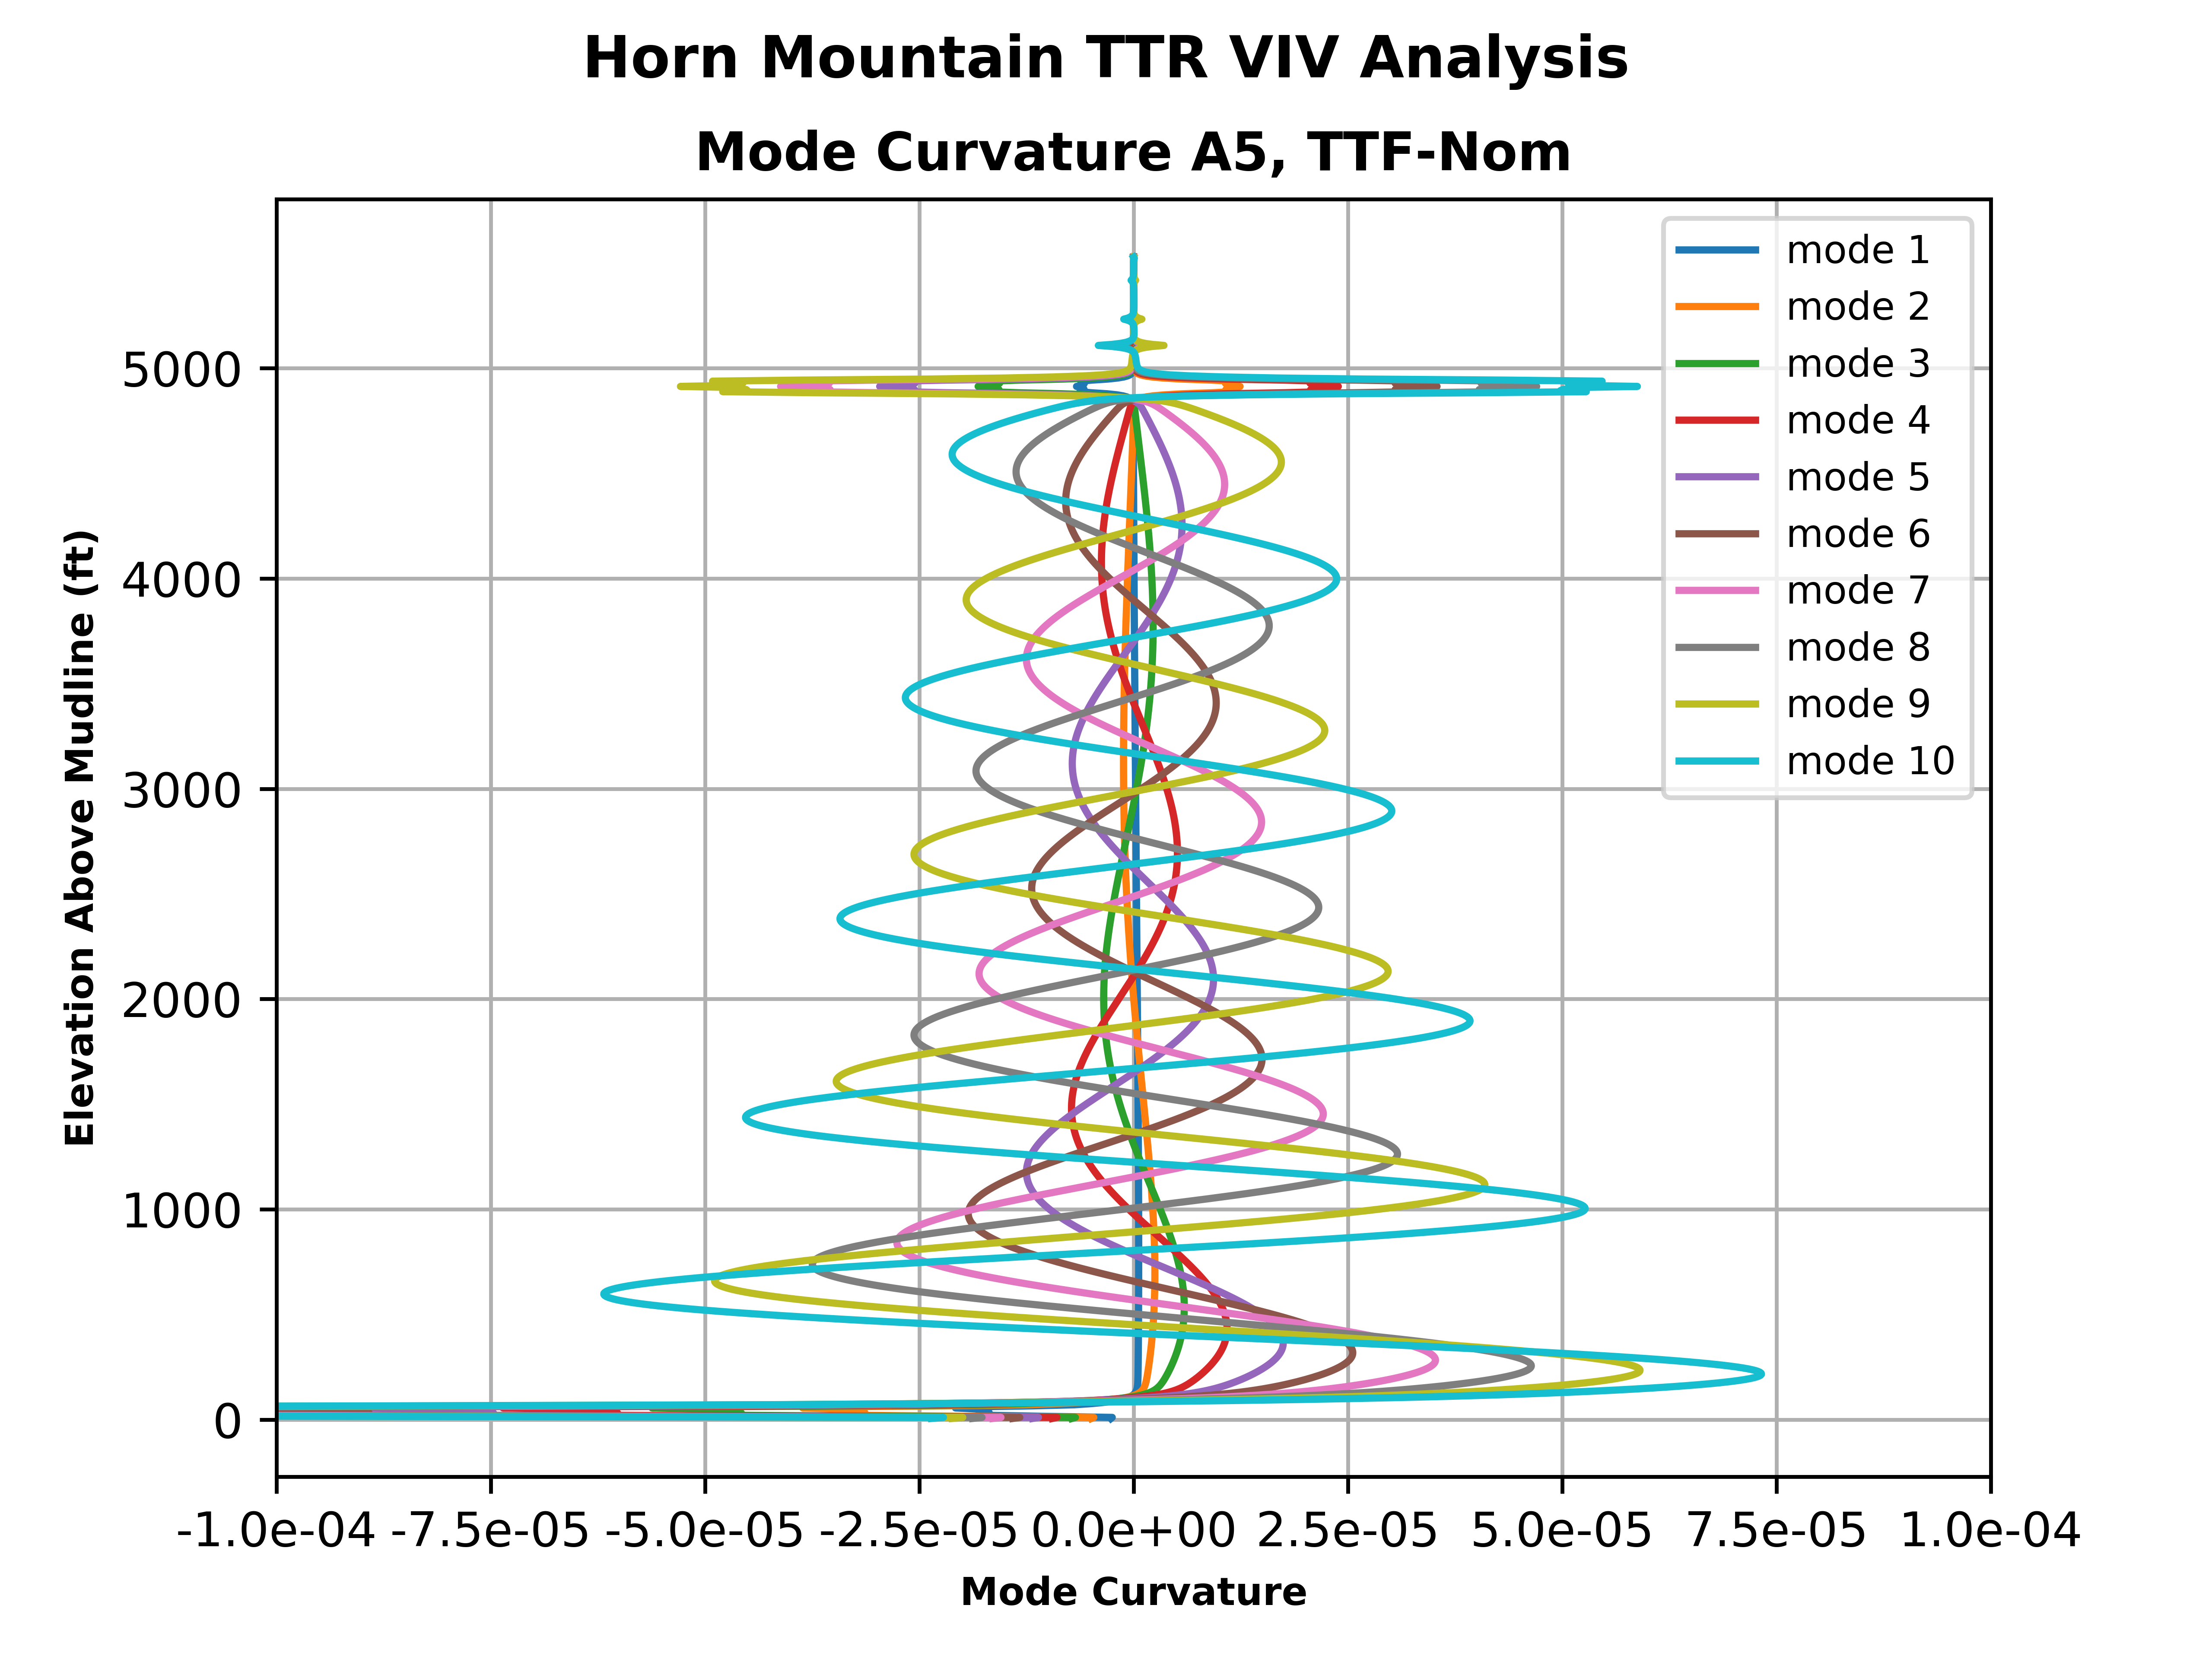 Horn Mountain TTR VIV Analysis
Mode Curvature A5, TTF-Nom
mode 1
mode 2
mode 3
mode 4
mode 5
mode 6
mode 7
mode 8
mode 9
mode 10
Elevation Above Mudline (ft)
5000
4000
3000
2000
1000
0
-1.0e-04 -7.5e-05 -5.0e-05 -2.5e-05 0.0e+00 2.5e-05 5.0e-05 7.5e-05 1.0e-04
Mode Curvature